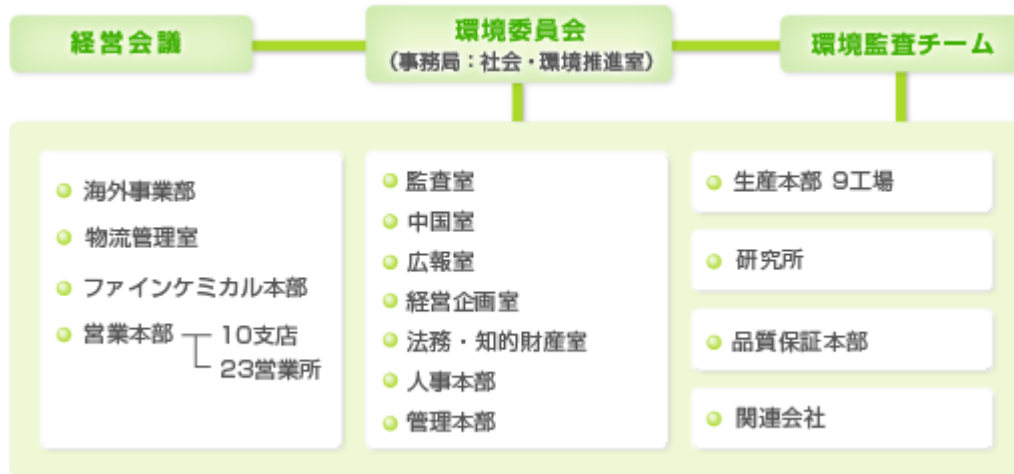 経営会議
環境委員会
(事務局：社会・環境推進室)
環境監査チーム
海外事業部
物流管理室
ファインケミカル本部
営業本部
10支店
23営業所
監査室
中国室
広報室
経営企画室
法務・知的財産室
人事本部
管理本部
生産本部 9工場
研究所
品質保証本部
関連会社